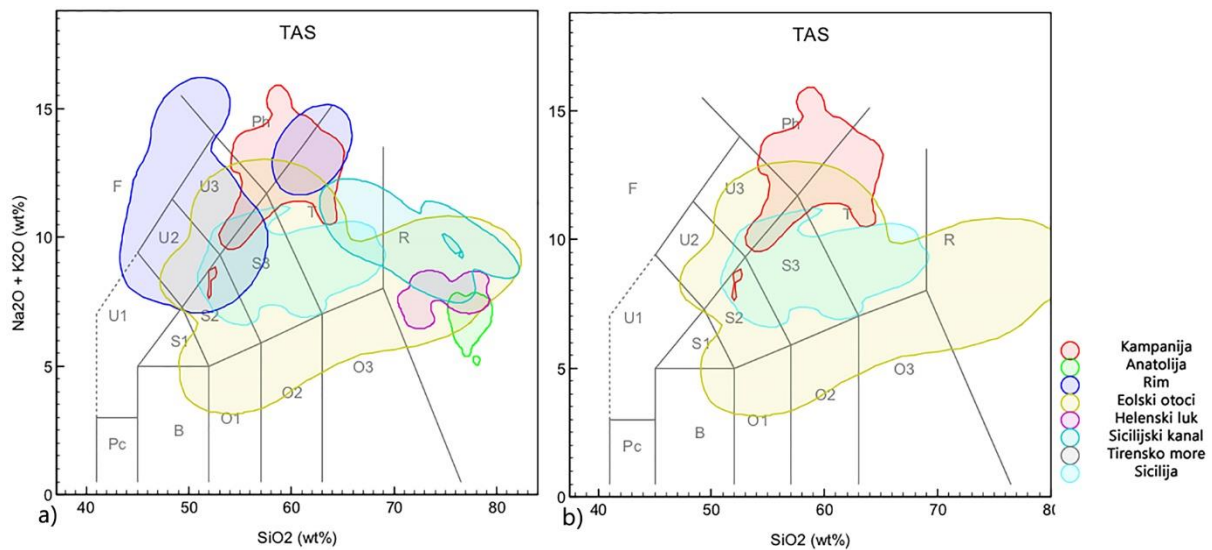 TAS
15
10
5
0
Na2O + K2O (wt%)
F
U3
U2
U1
Ph
T
R
S3
S2
S1
O3
O2
O1
B
Pc
40
50
60
70
80
a)
SiO2 (wt%)
TAS
15
10
5
0
F
U3
U2
U1
Ph
T
R
S3
S2
S1
O3
O2
O1
B
Pc
40
50
60
70
80
b)
SiO2 (wt%)
Kampanija
Anatolija
Rim
Eolski otoci
Helenski luk
Sicilijski kanal
Tirensko more
Sicilija